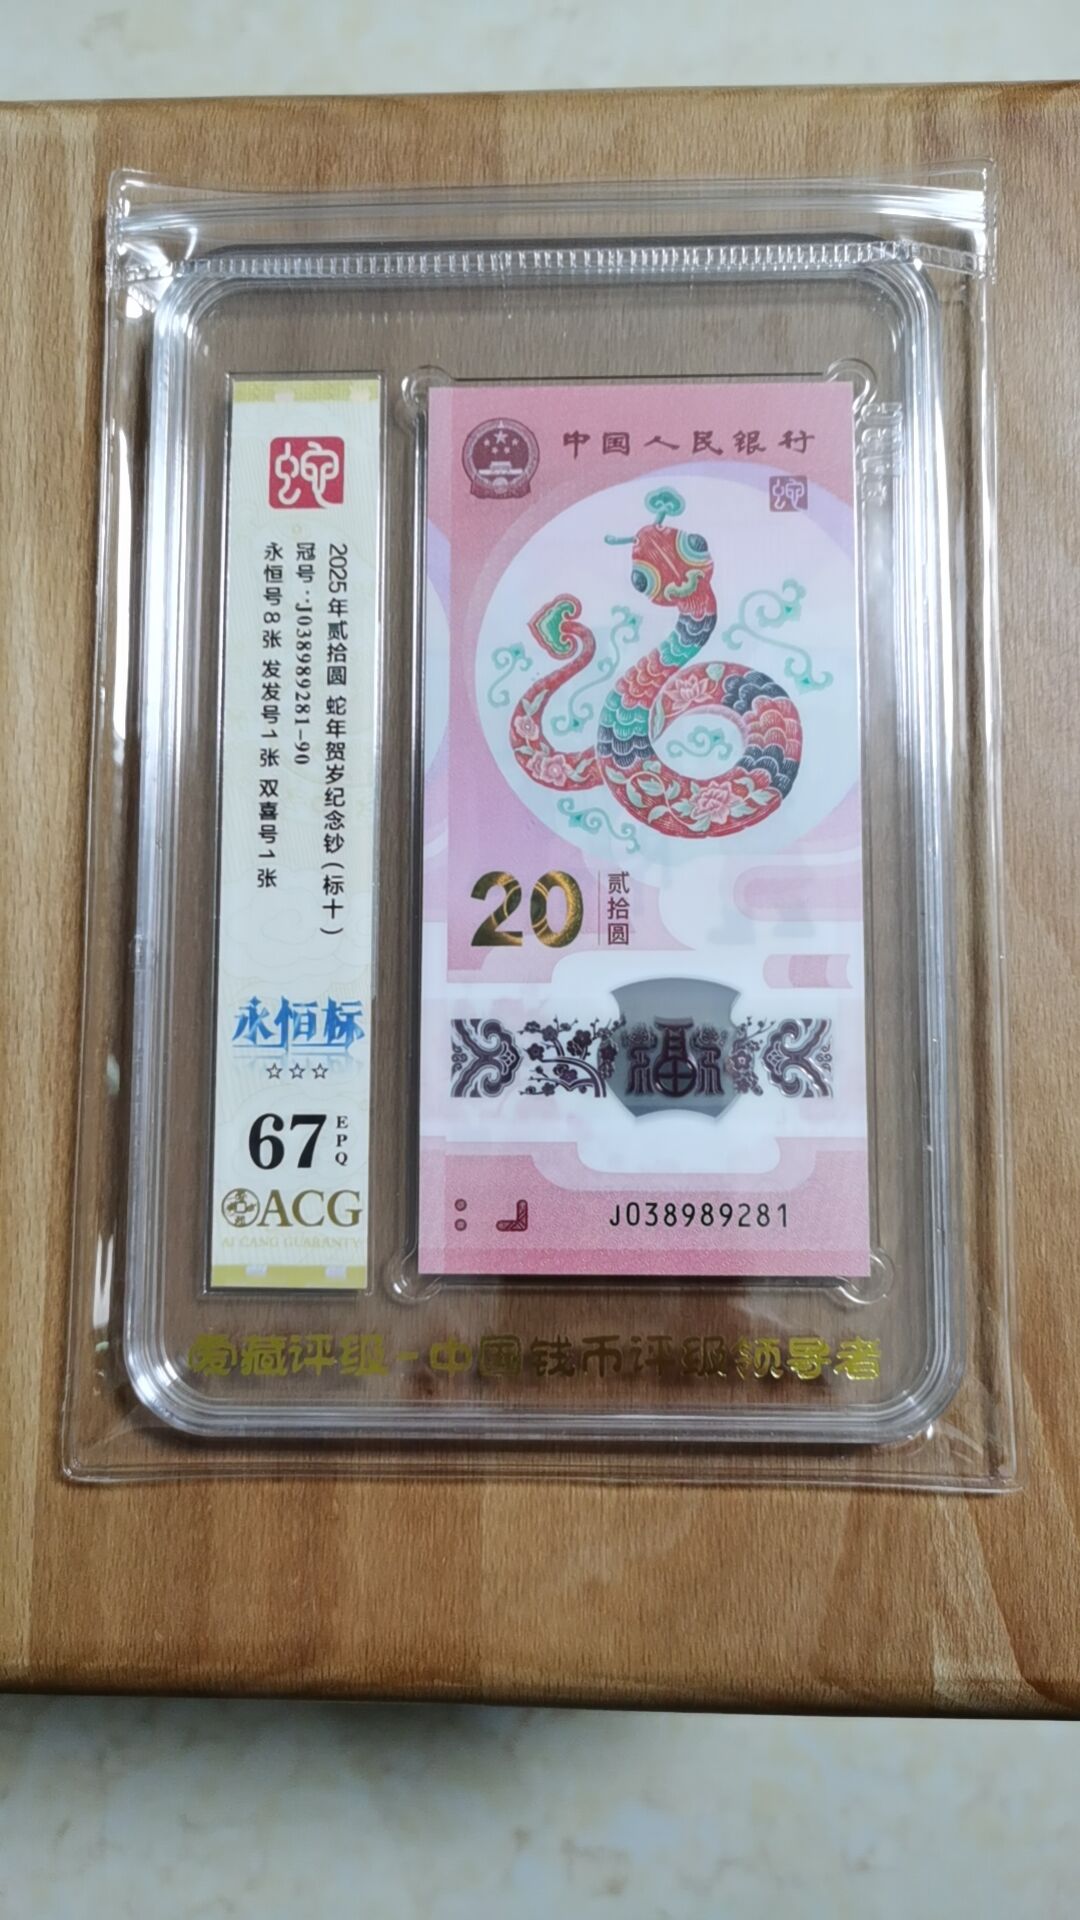 蛇
2025年贰拾圆 蛇年贺岁纪念钞（标十）
冠号：J038989281-90
永恒号8张 发发号1张 双喜号1张
永恒标
☆☆☆
67
EPQ
ACG
AI CANG GUARANTY
中国人民银行
蛇
20
贰拾圆
福
J038989281
爱藏评级-中国钱币评级领导者